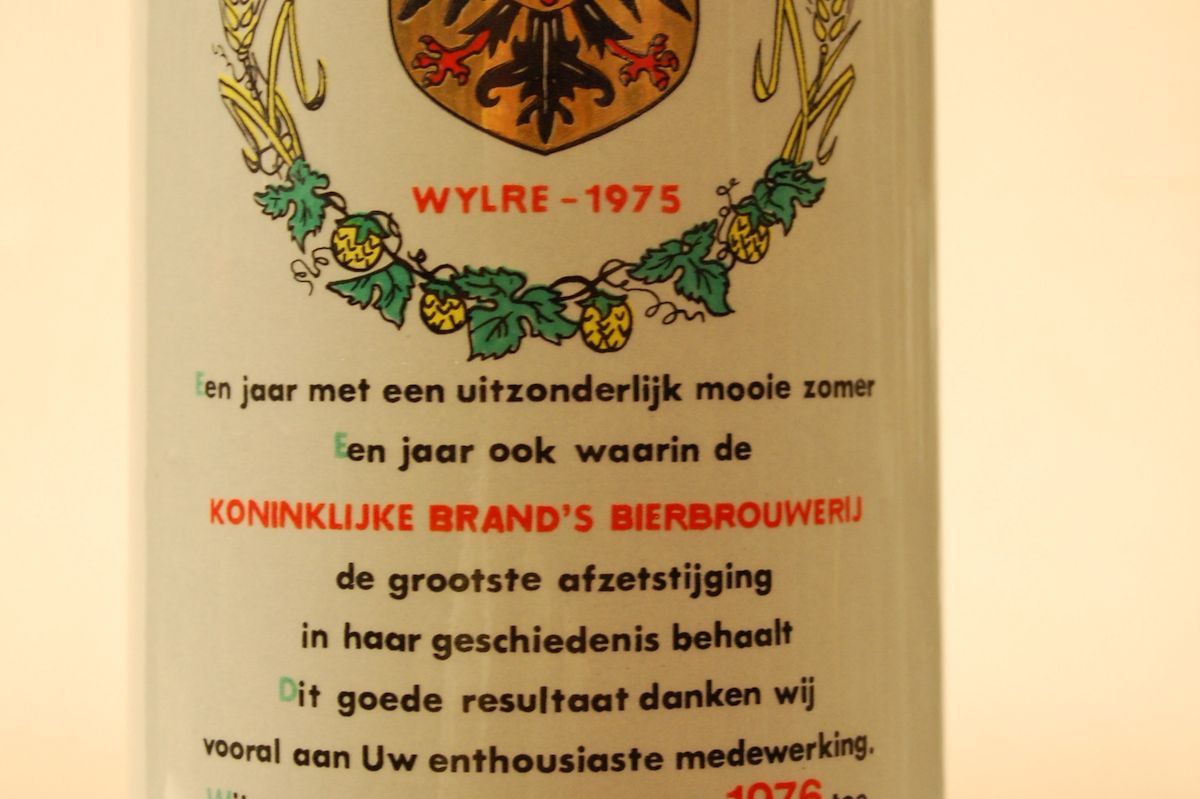 WYLRE - 1975
Een jaar met een uitzonderlijk mooie zomer
Een jaar ook waarin de
KONINKLIJKE BRAND'S BIERBROUWERIJ
de grootste afzetstijging
in haar geschiedenis behaalt
Dit goede resultaat danken wij
vooral aan Uw enthousiaste medewerking.
1976